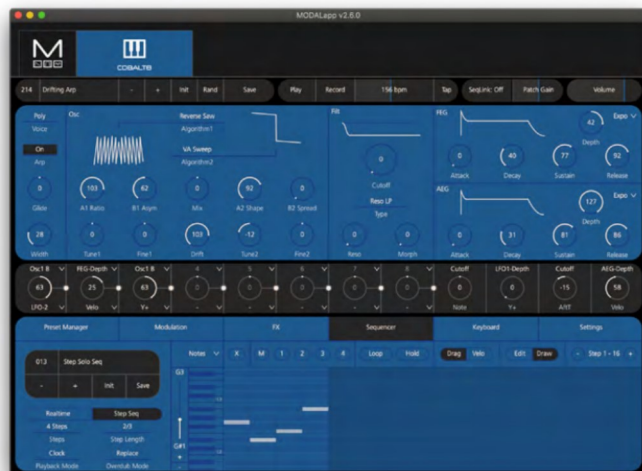 MODALapp v2.6.0
M
COBALT8
214 Drifting Arp - + Init Rand Save Play Record 156 bpm Tap SeqLink: Off Patch Gain Volume
Poly Osc Reverse Saw Filt FEG Expo
Voice Algorithm1 42
On VA Sweep 0 Depth
Arp Algorithm2 Cutoff 0 40 77 92
0 103 62 0 92 0 Attack Decay Sustain Release
Glide A1 Ratio B1 Asym Mix A2 Shape B2 Spread Reso LP AEG Expo
Type 127
28 0 0 103 -12 0 0 0 Depth
Width Tune1 Fine1 Drift Tune2 Fine2 Reso Morph 0 31 81 86
Attack Decay Sustain Release
Osc1 B FEG-Depth Osc1 B 4 5 6 7 8 Cutoff LFO1-Depth Cutoff AEG-Depth
63 25 63 0 0 0 0 0 0 0 -15 58
LFO-2 Velo Y+ - - - - - Note Y+ A/fT Velo
Preset Manager Modulation FX Sequencer Keyboard Settings
013 Step Solo Seq Notes X M 1 2 3 4 Loop Hold Drag Velo Edit Draw - Step 1 - 16 +
- + Init Save G3
Realtime Step Seq
4 Steps 2/3
Steps Step Length G#1
Clock Replace +
Playback Mode Overdub Mode -